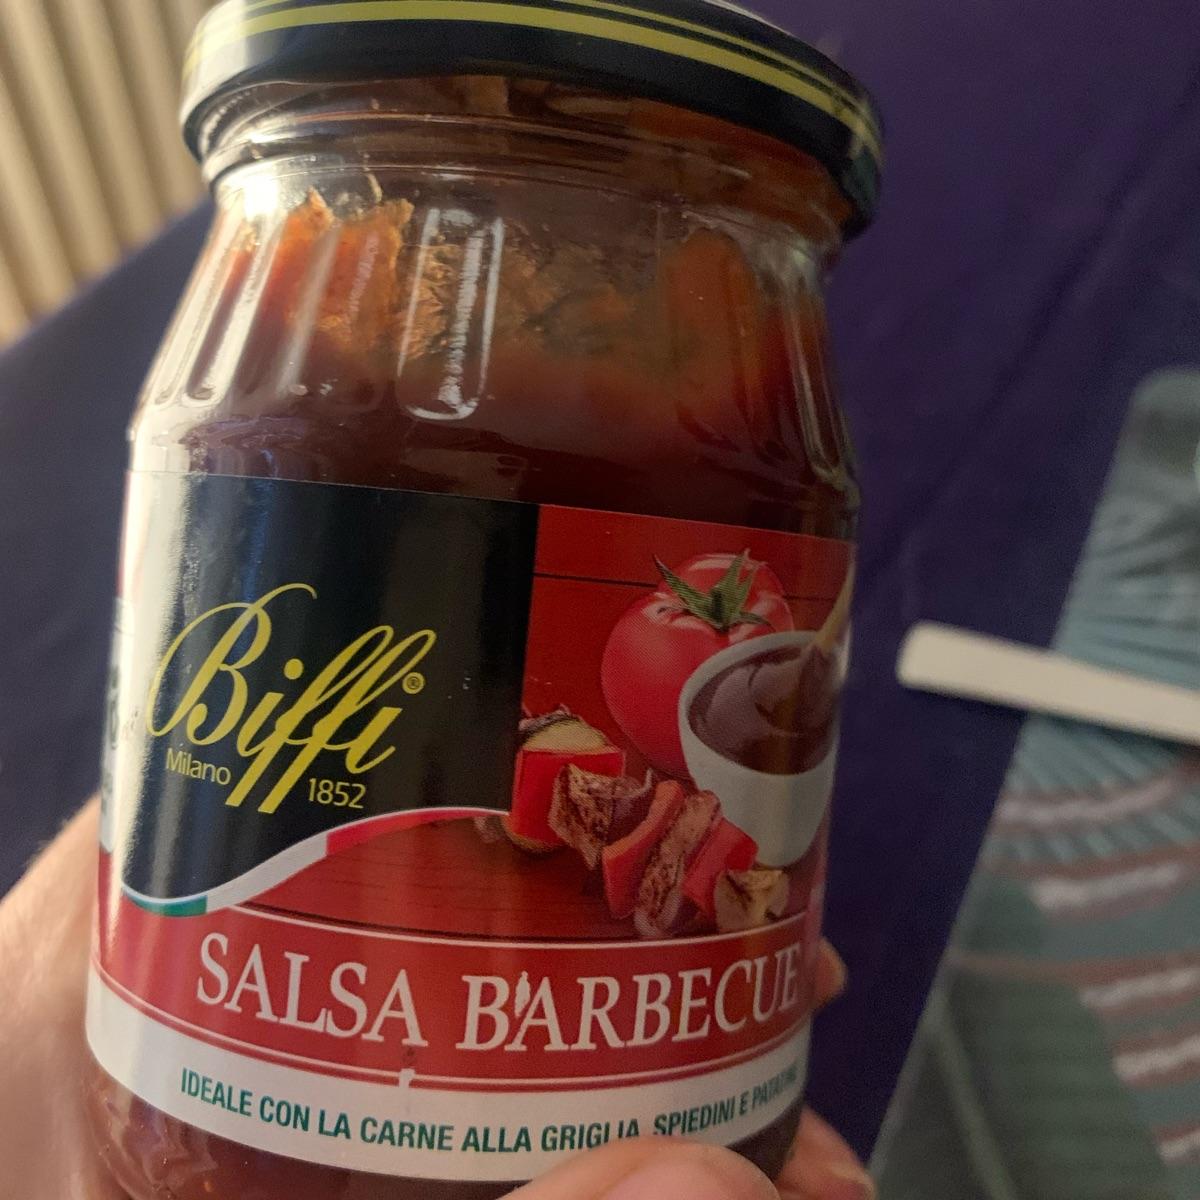 Biffi®
Milano 1852
SALSA BARBECUE
IDEALE CON LA CARNE ALLA GRIGLIA, SPIEDINI E